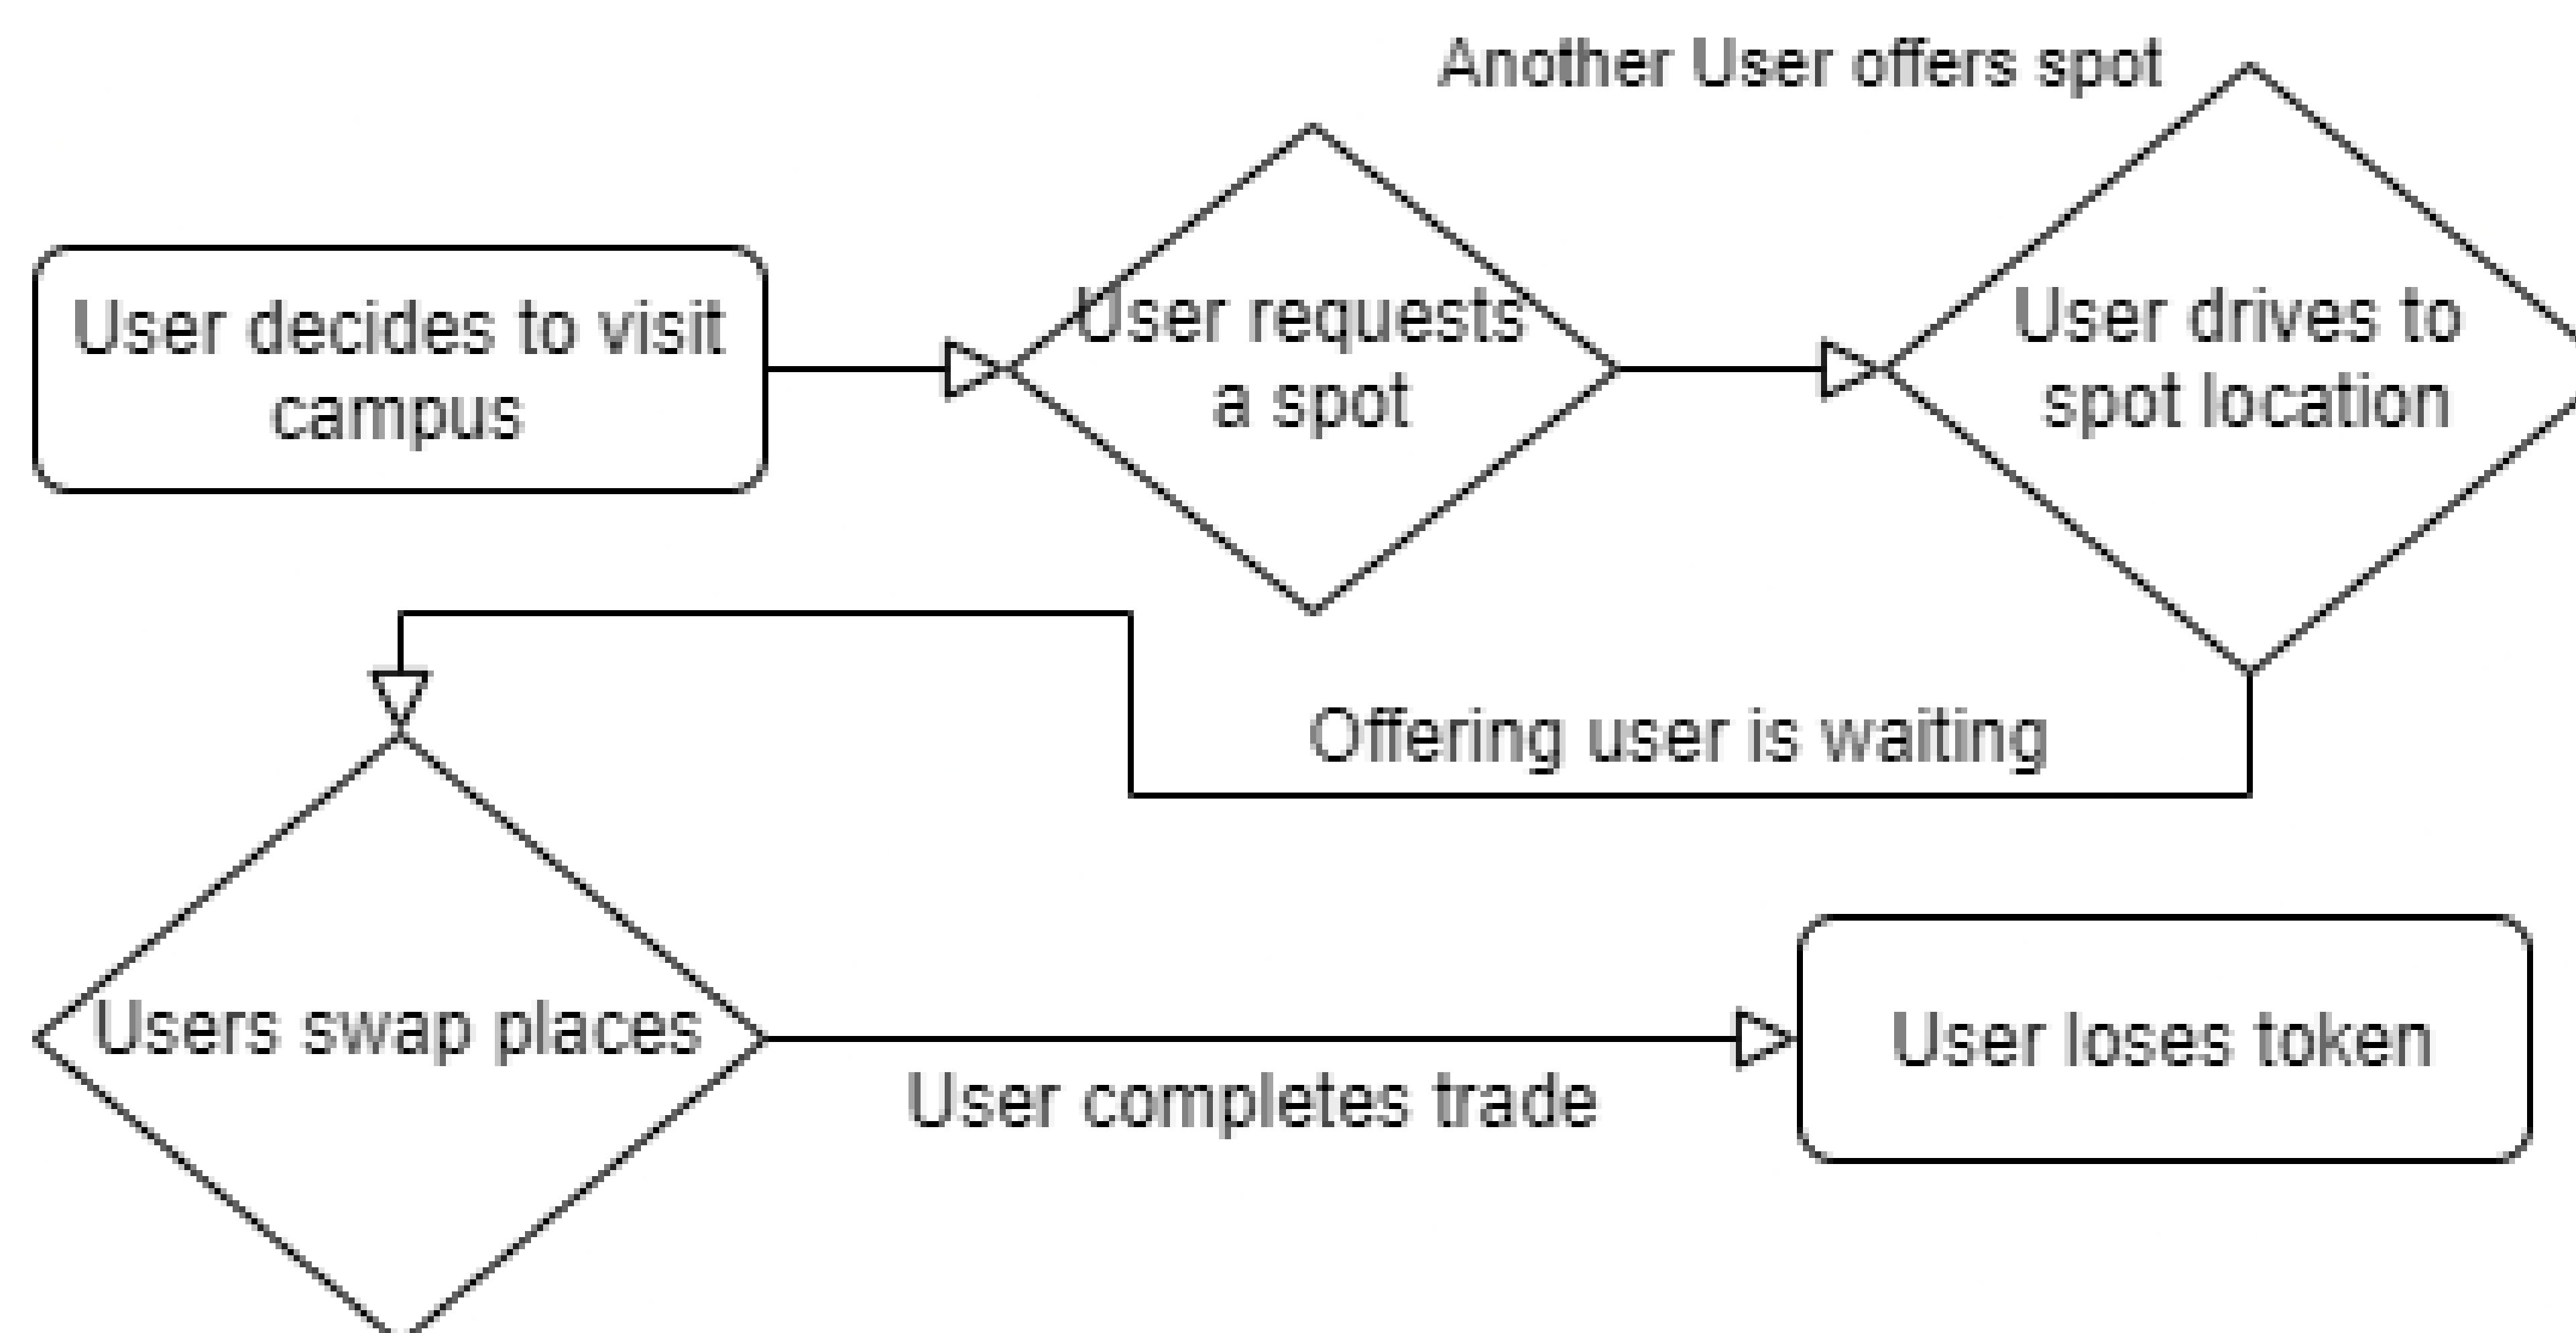 Another User offers spot
User decides to visit
campus
User requests
a spot
User drives to
spot location
Offering user is waiting
Users swap places
User completes trade
User loses token